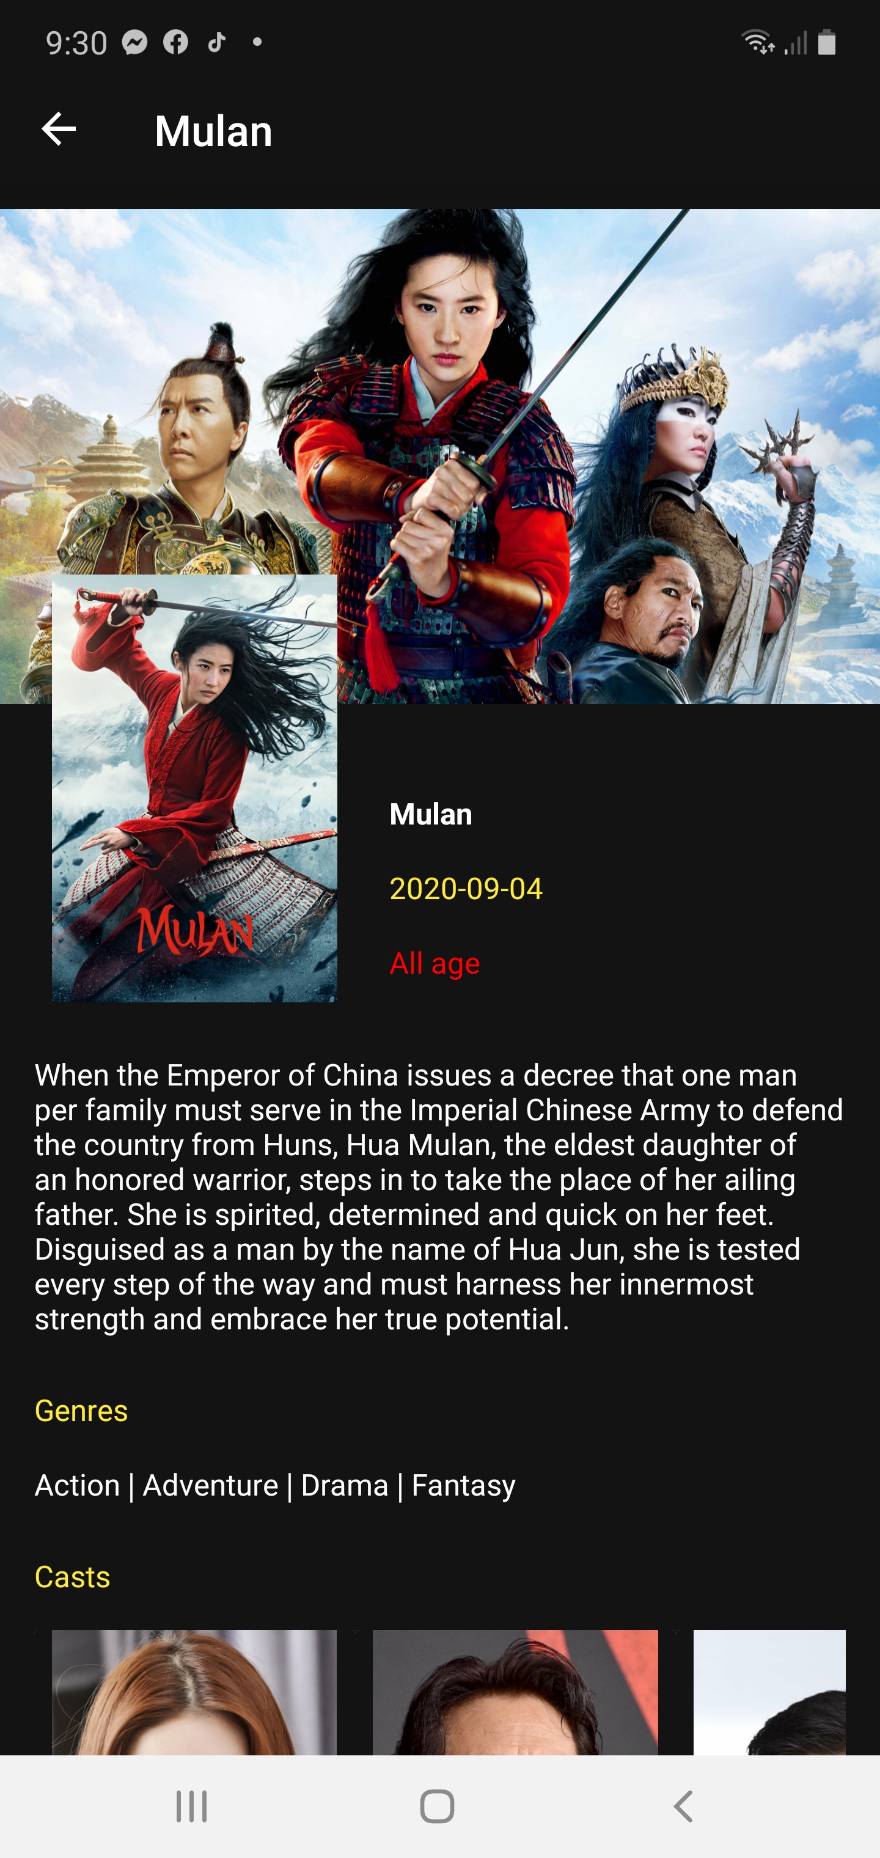 9:30
Mulan
MULAN
Mulan
2020-09-04
All age
When the Emperor of China issues a decree that one man
per family must serve in the Imperial Chinese Army to defend
the country from Huns, Hua Mulan, the eldest daughter of
an honored warrior, steps in to take the place of her ailing
father. She is spirited, determined and quick on her feet.
Disguised as a man by the name of Hua Jun, she is tested
every step of the way and must harness her innermost
strength and embrace her true potential.
Genres
Action | Adventure | Drama | Fantasy
Casts